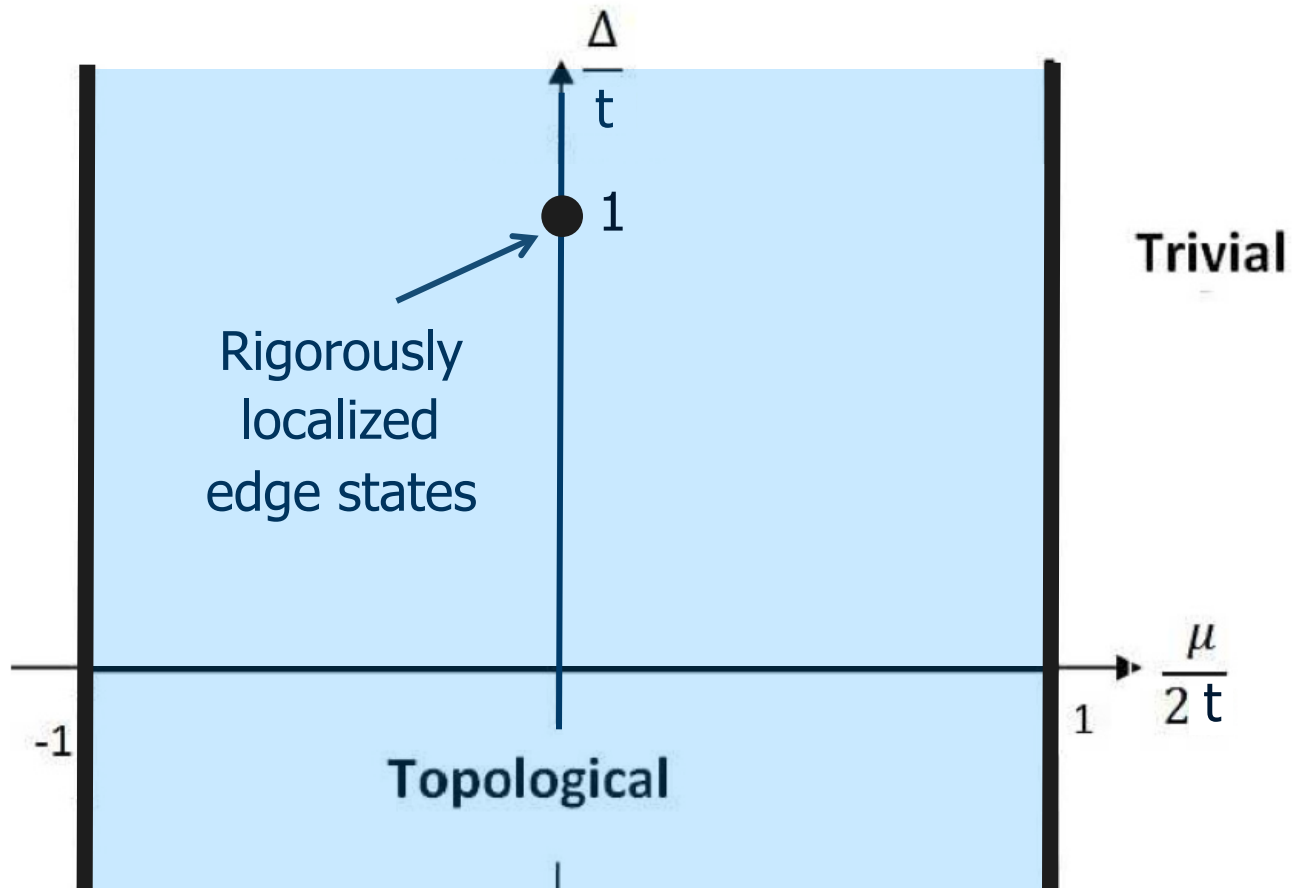 Δ
t
1
Trivial
Rigorously
localized
edge states
μ
2 t
-1
1
Topological